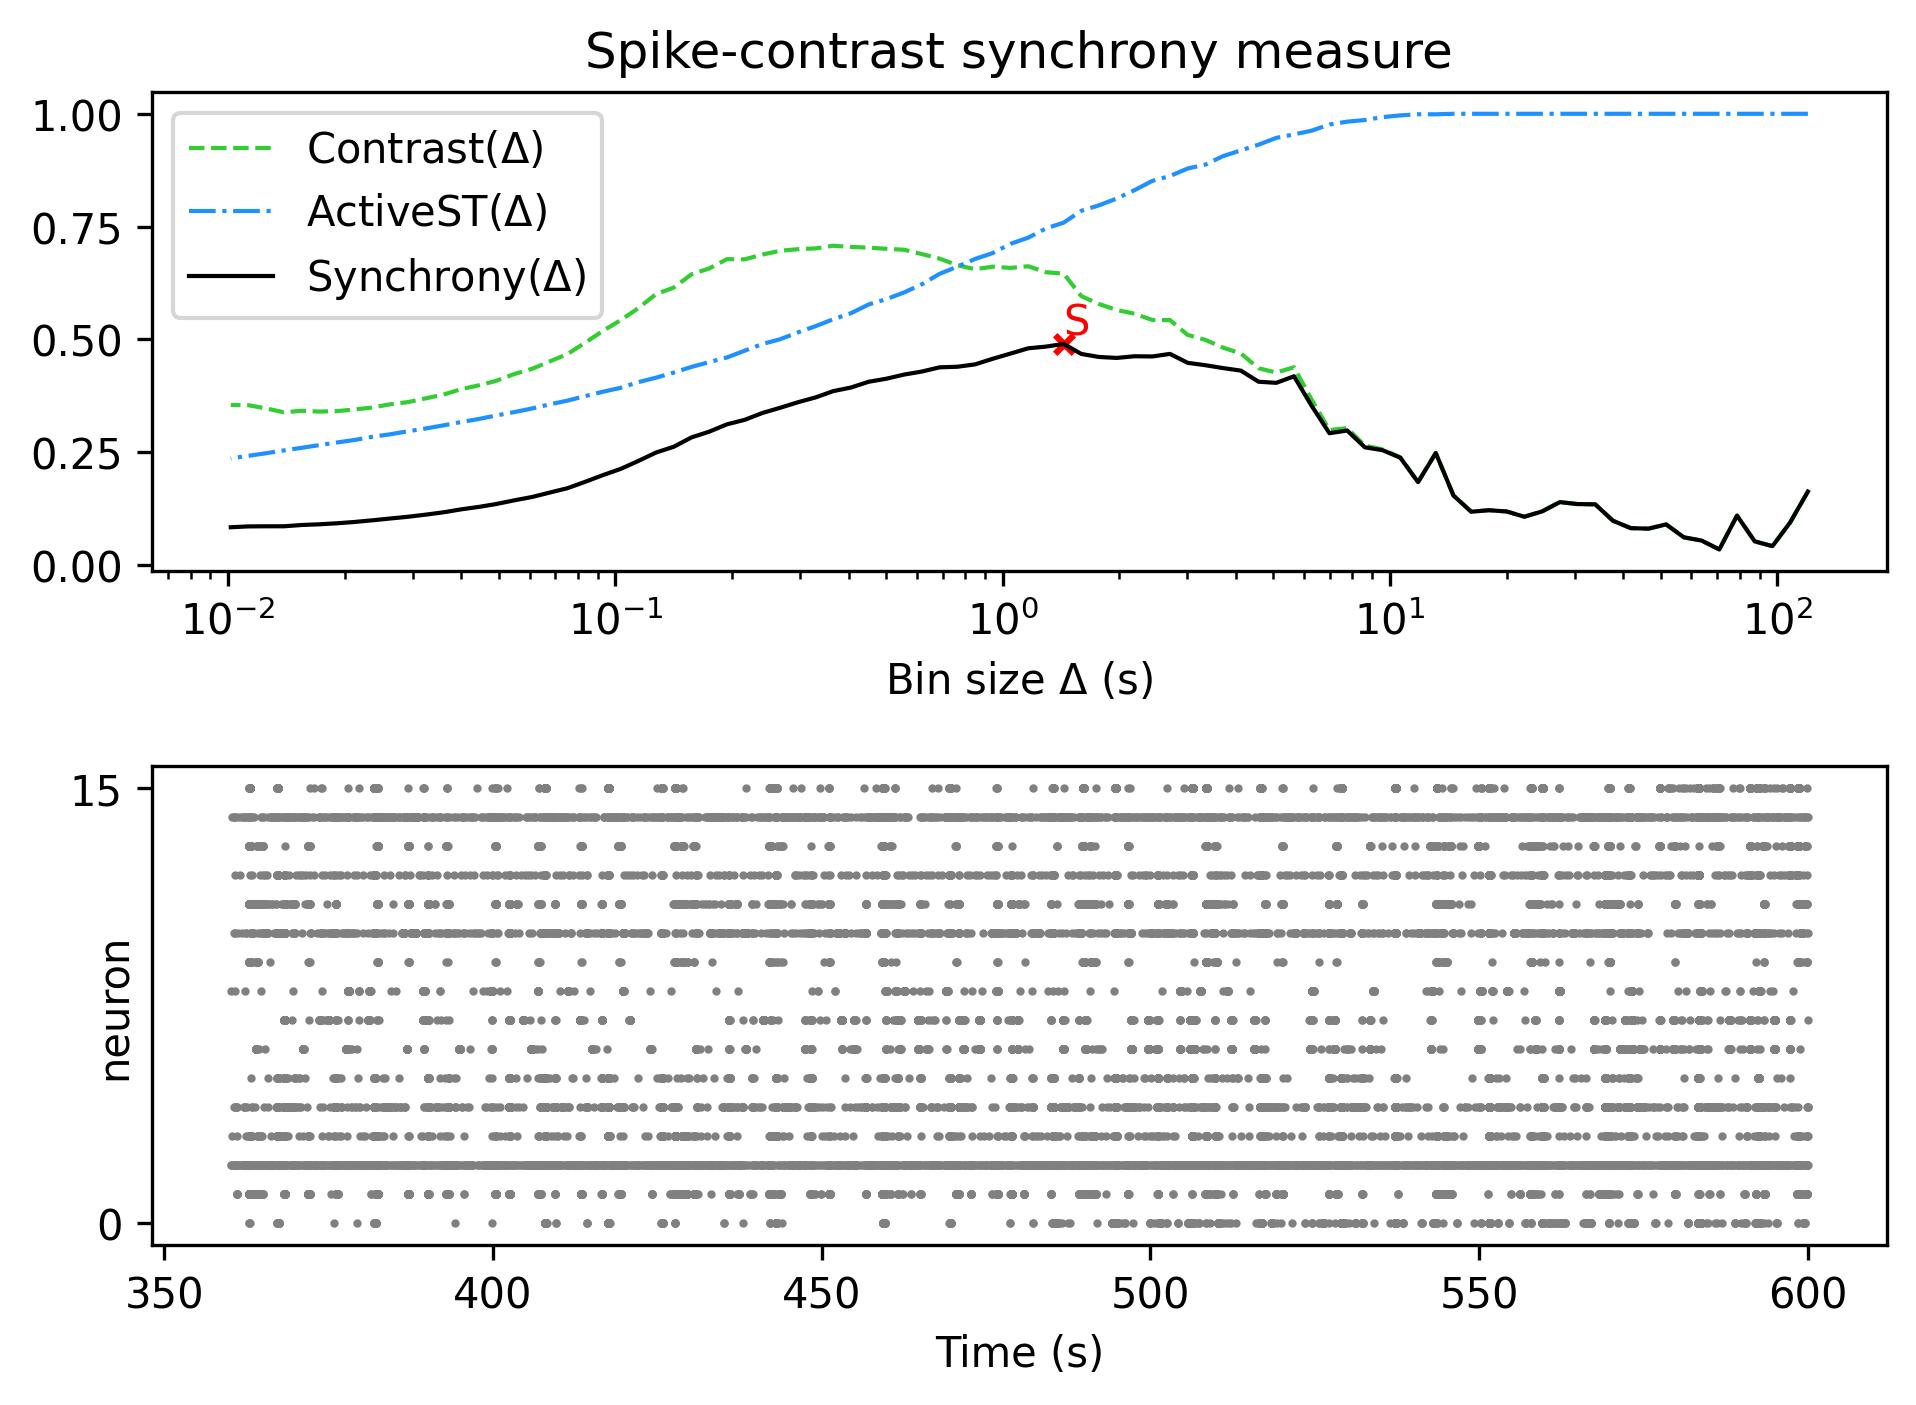 Spike-contrast synchrony measure
1.00
0.75
0.50
0.25
0.00
Contrast(Δ)
ActiveST(Δ)
Synchrony(Δ)
S
10⁻² 10⁻¹ 10⁰ 10¹ 10²
Bin size Δ (s)
15
0
neuron
350 400 450 500 550 600
Time (s)